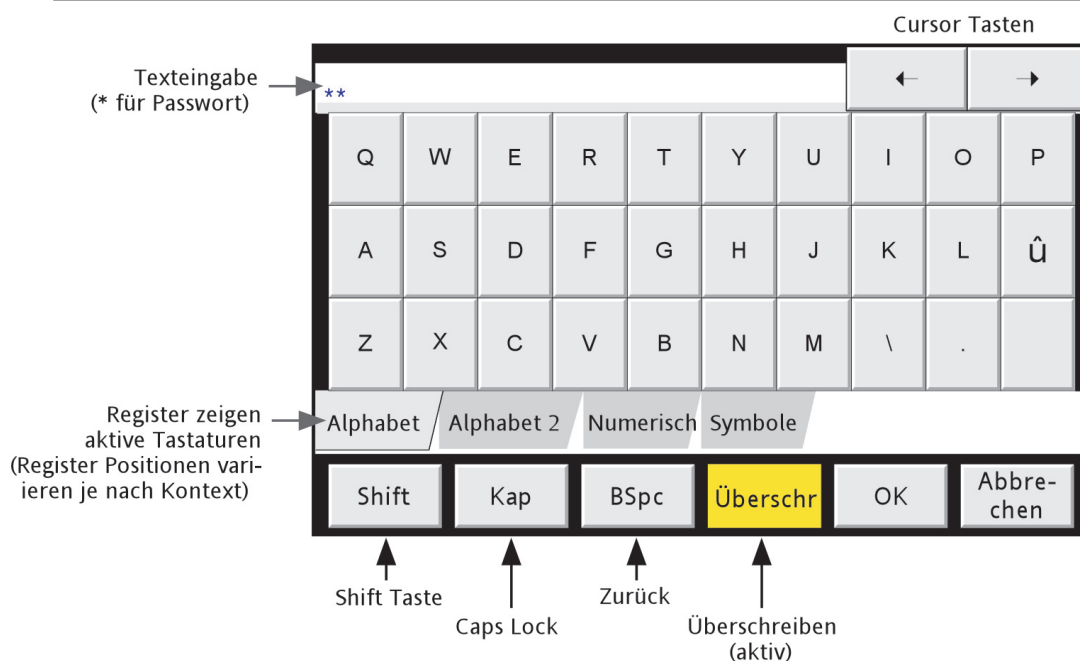 Cursor Tasten
Texteingabe
(* für Passwort)
**
← →
Q W E R T Y U I O P
A S D F G H J K L û
Z X C V B N M \ .
Register zeigen
aktive Tastaturen
(Register Positionen vari-
ieren je nach Kontext)
Alphabet Alphabet 2 Numerisch Symbole
Shift Kap BSpc Überschr OK Abbre-
chen
Shift Taste Zurück
Caps Lock Überschreiben
(aktiv)